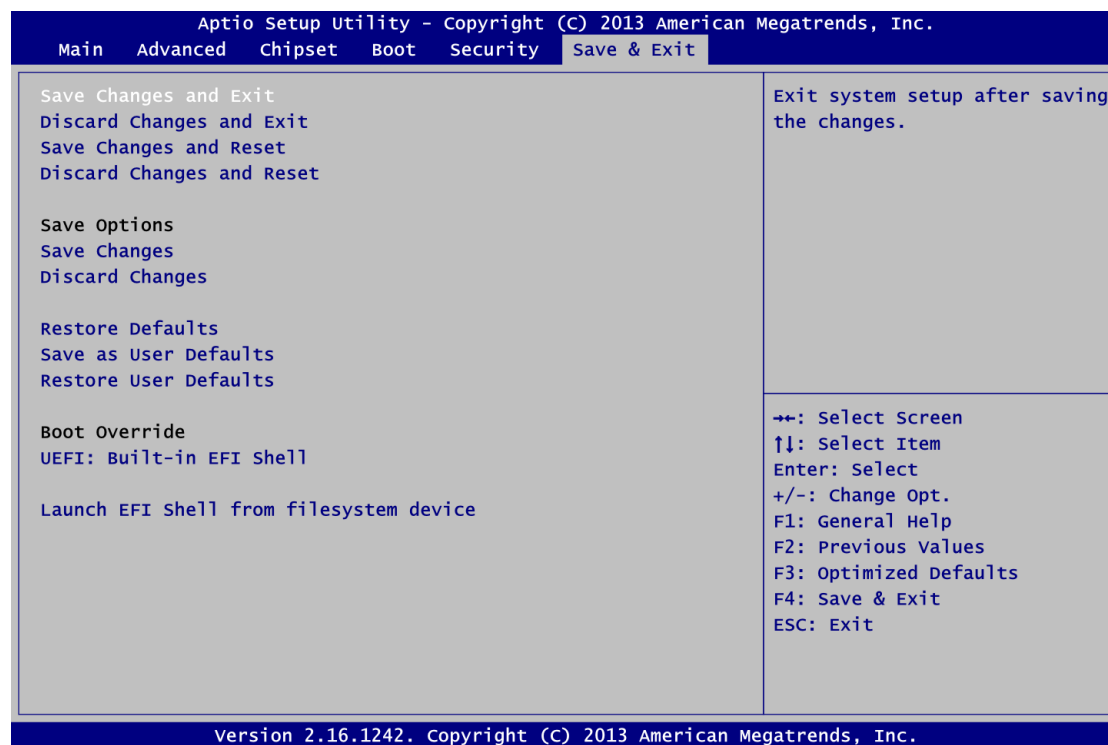 Aptio Setup Utility - Copyright (C) 2013 American Megatrends, Inc.
Main Advanced Chipset Boot Security Save & Exit
Save Changes and Exit
Discard Changes and Exit
Save Changes and Reset
Discard Changes and Reset
Save Options
Save Changes
Discard Changes
Restore Defaults
Save as User Defaults
Restore User Defaults
Boot Override
UEFI: Built-in EFI Shell
Launch EFI Shell from filesystem device
Exit system setup after saving
the changes.
→←: Select Screen
↑↓: Select Item
Enter: Select
+/-: Change Opt.
F1: General Help
F2: Previous Values
F3: Optimized Defaults
F4: Save & Exit
ESC: Exit
Version 2.16.1242. Copyright (C) 2013 American Megatrends, Inc.